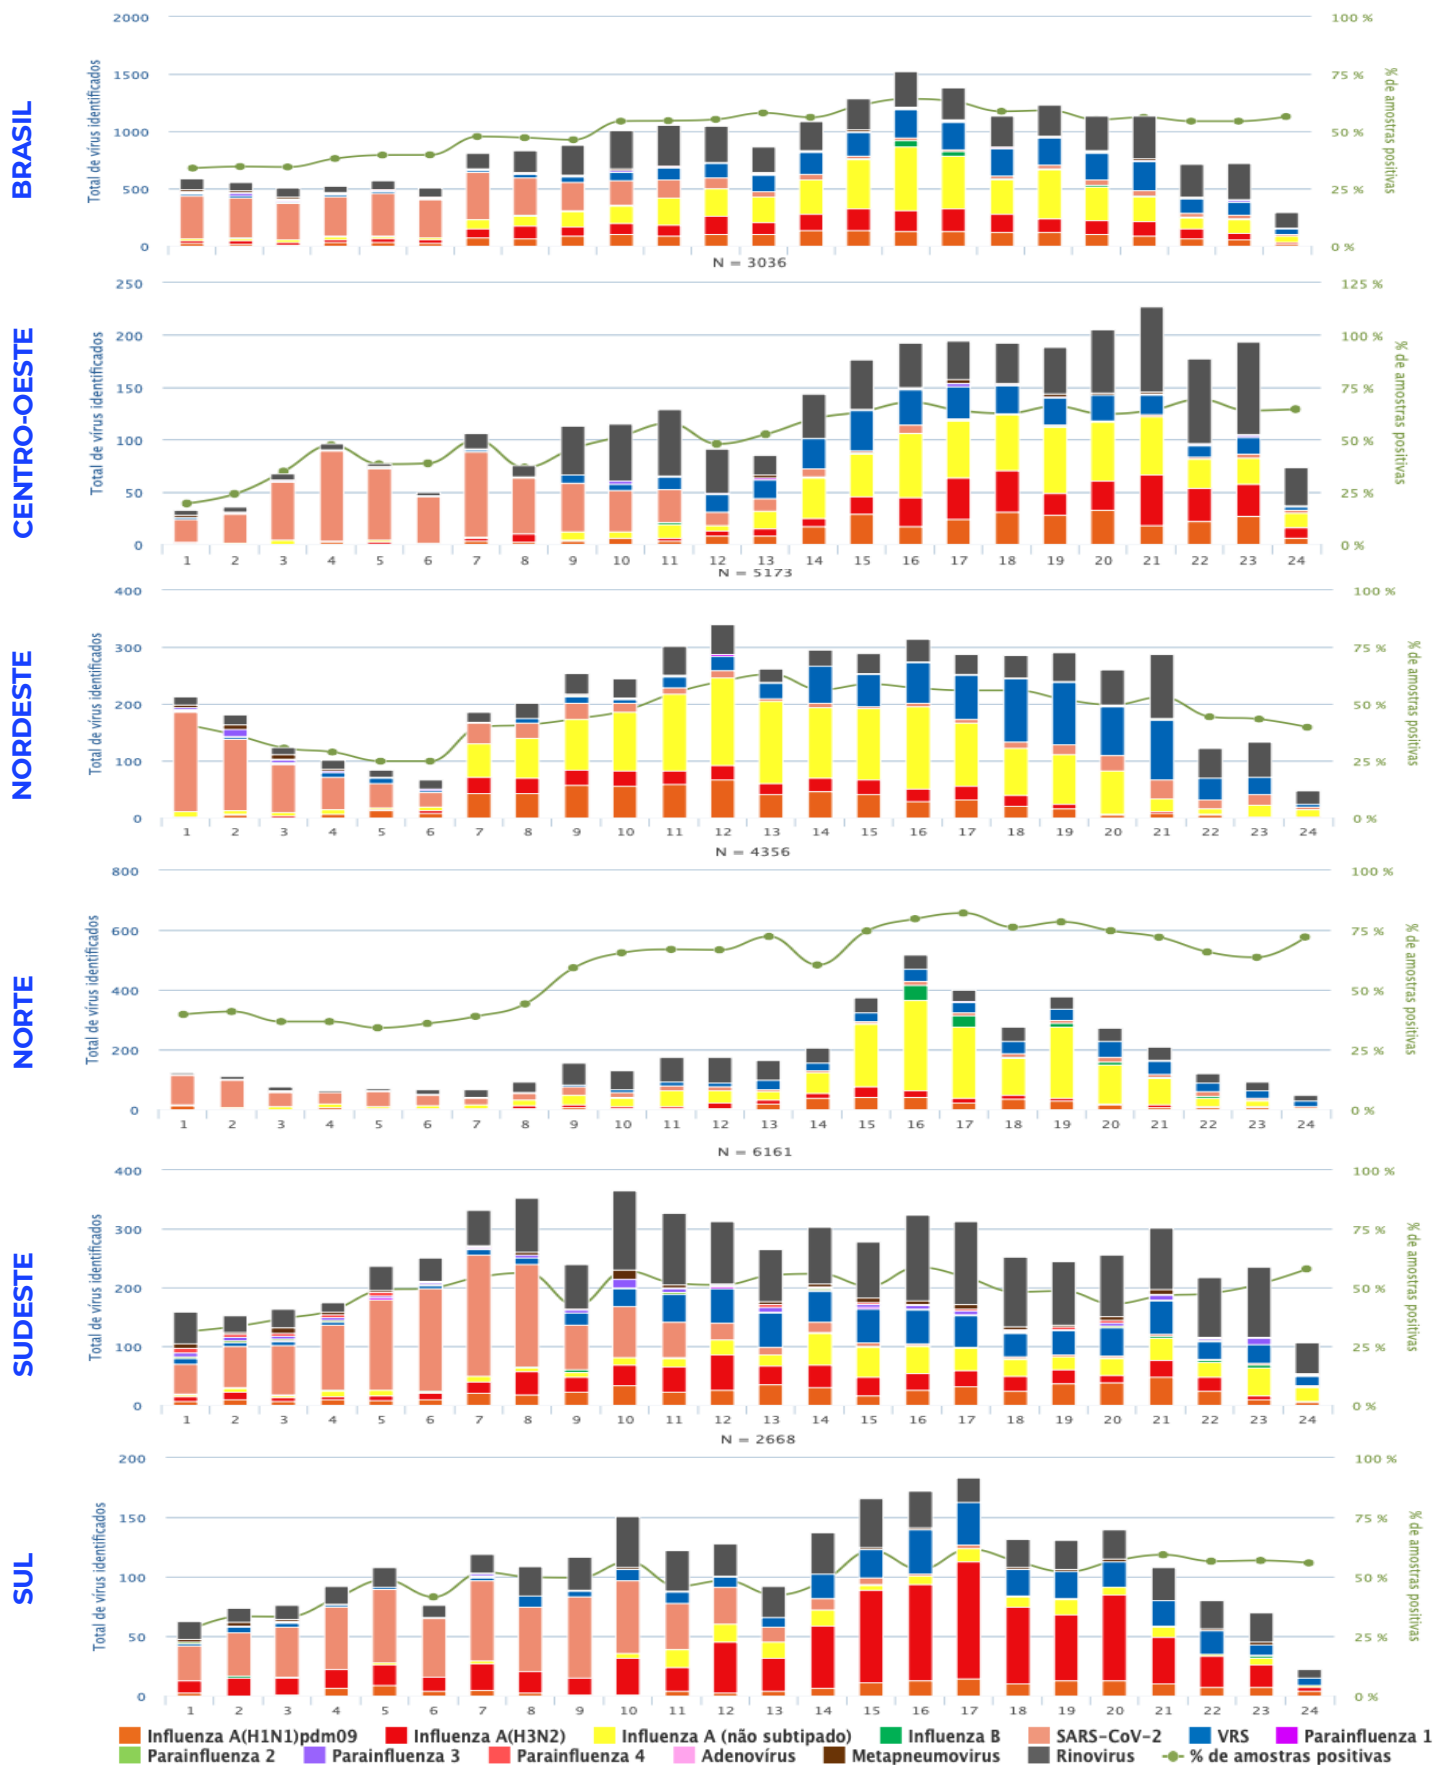 BRASIL
Total de vírus identificados
2000
1500
1000
500
0
100 %
75 %
50 %
25 %
0 %
% de amostras positivas
N = 3036
CENTRO-OESTE
Total de vírus identificados
250
200
150
100
50
0
125 %
100 %
75 %
50 %
25 %
0 %
% de amostras positivas
1 2 3 4 5 6 7 8 9 10 11 12 13 14 15 16 17 18 19 20 21 22 23 24
N = 5173
NORDESTE
Total de vírus identificados
400
300
200
100
0
100 %
75 %
50 %
25 %
0 %
% de amostras positivas
1 2 3 4 5 6 7 8 9 10 11 12 13 14 15 16 17 18 19 20 21 22 23 24
N = 4356
NORTE
Total de vírus identificados
800
600
400
200
0
100 %
75 %
50 %
25 %
0 %
% de amostras positivas
1 2 3 4 5 6 7 8 9 10 11 12 13 14 15 16 17 18 19 20 21 22 23 24
N = 6161
SUDESTE
Total de vírus identificados
400
300
200
100
0
100 %
75 %
50 %
25 %
0 %
% de amostras positivas
1 2 3 4 5 6 7 8 9 10 11 12 13 14 15 16 17 18 19 20 21 22 23 24
N = 2668
SUL
Total de vírus identificados
200
150
100
50
0
100 %
75 %
50 %
25 %
0 %
% de amostras positivas
1 2 3 4 5 6 7 8 9 10 11 12 13 14 15 16 17 18 19 20 21 22 23 24
Influenza A(H1N1)pdm09 Influenza A(H3N2) Influenza A (não subtipado) Influenza B SARS-CoV-2 VRS Parainfluenza 1
Parainfluenza 2 Parainfluenza 3 Parainfluenza 4 Adenovírus Metapneumovirus Rinovirus % de amostras positivas